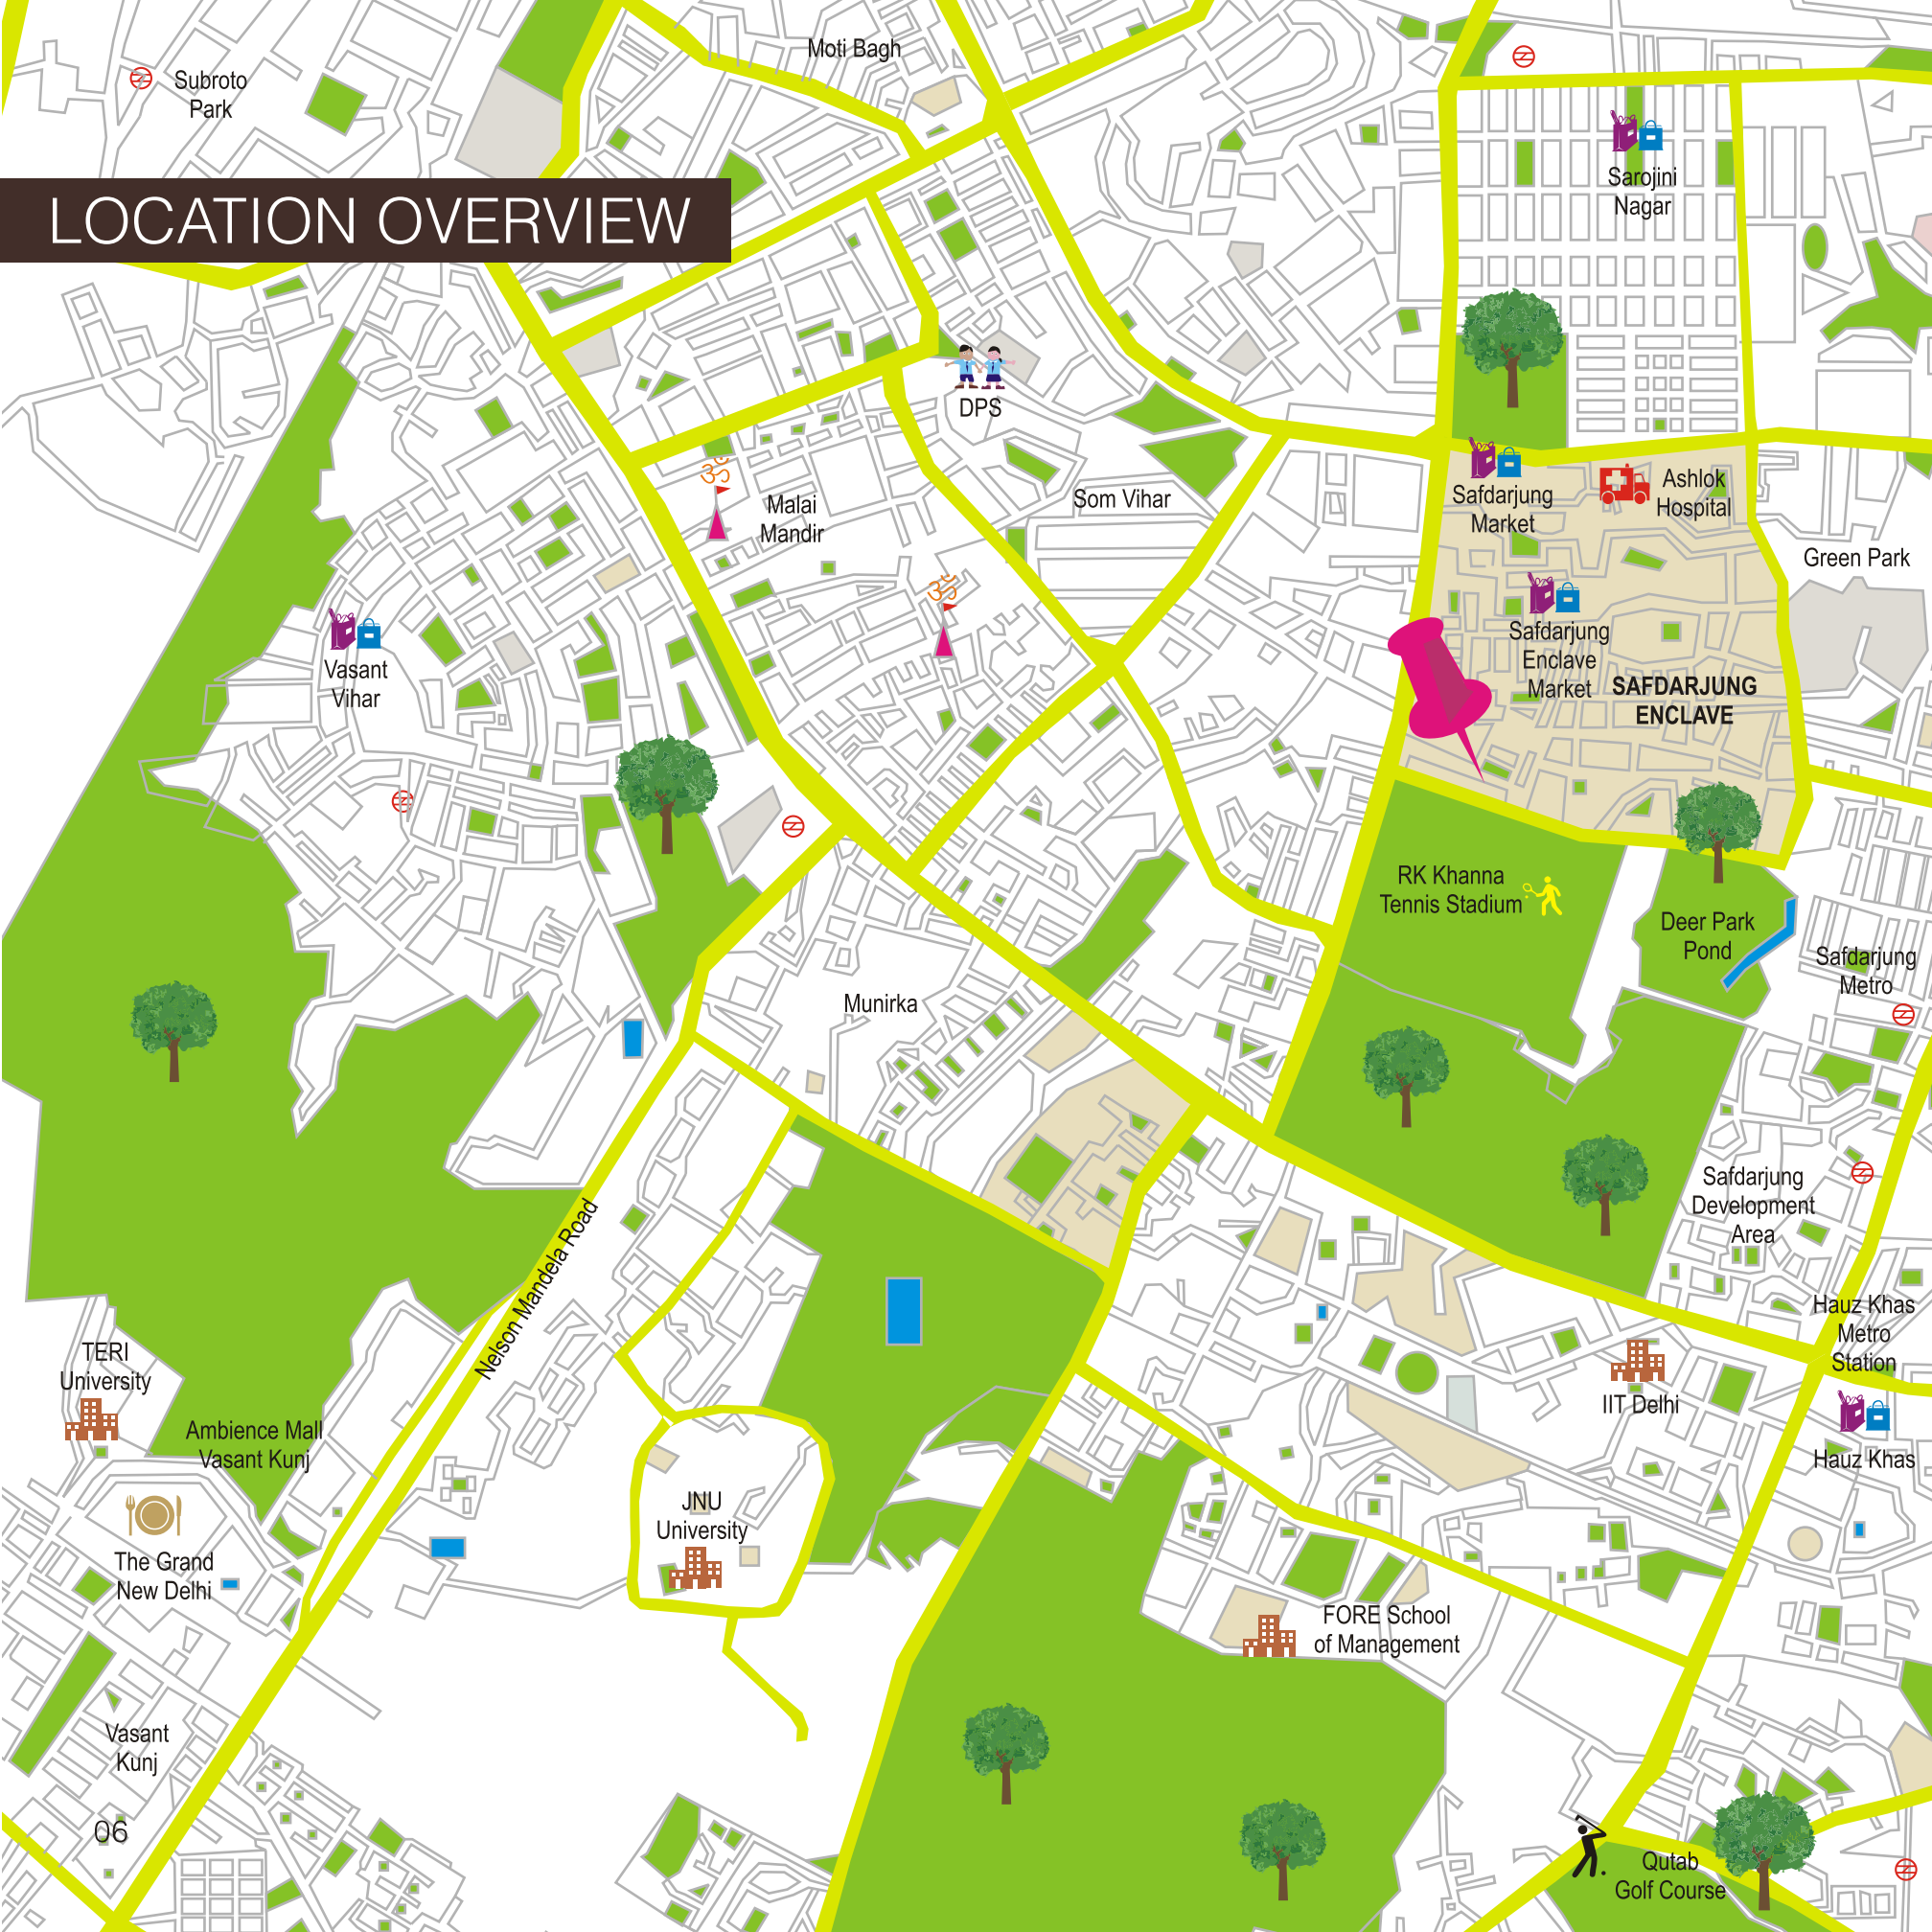 Moti Bagh
Subroto
Park
LOCATION OVERVIEW
Sarojini
Nagar
DPS
Malai
Mandir
Som Vihar
Safdarjung
Market
Ashlok
Hospital
Green Park
ॐ
ॐ
Vasant
Vihar
Safdarjung
Enclave
Market
SAFDARJUNG
ENCLAVE
RK Khanna
Tennis Stadium
Deer Park
Pond
Safdarjung
Metro
Munirka
Safdarjung
Development
Area
Nelson Mandela Road
Hauz Khas
Metro
Station
TERI
University
IIT Delhi
Ambience Mall
Vasant Kunj
Hauz Khas
JNU
University
The Grand
New Delhi
FORE School
of Management
Vasant
Kunj
06
Qutab
Golf Course